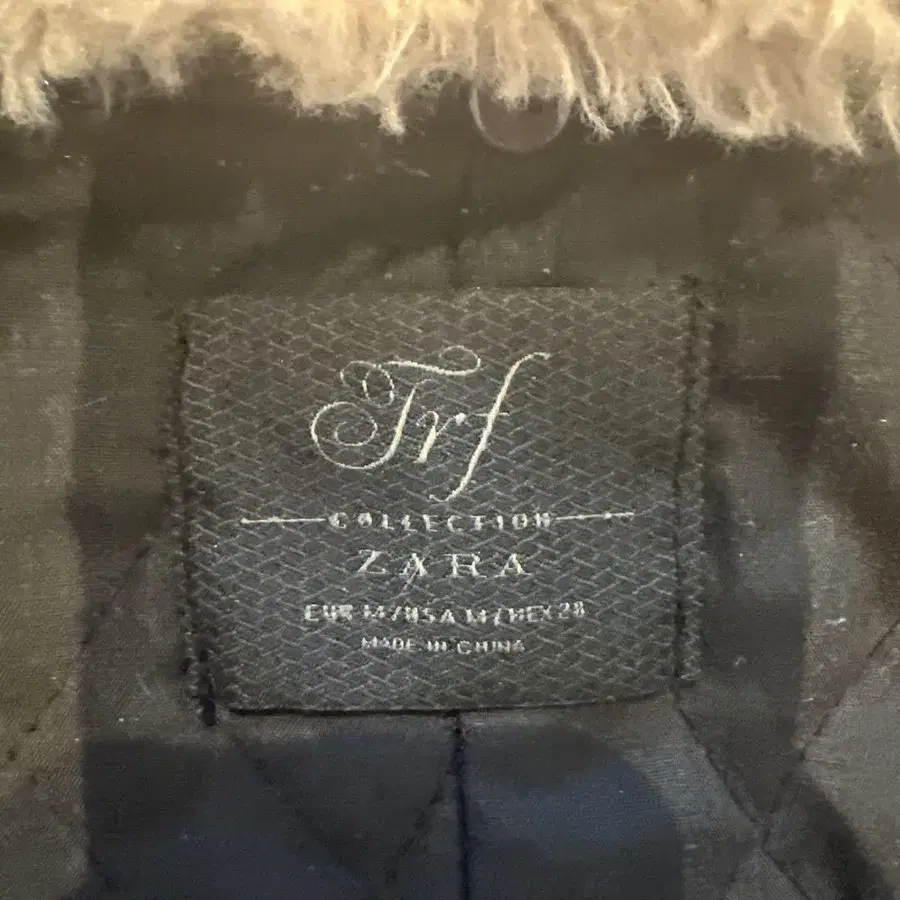 Trf
COLLECTION
ZARA
EUR M/USA M/MEX 28
MADE IN CHINA